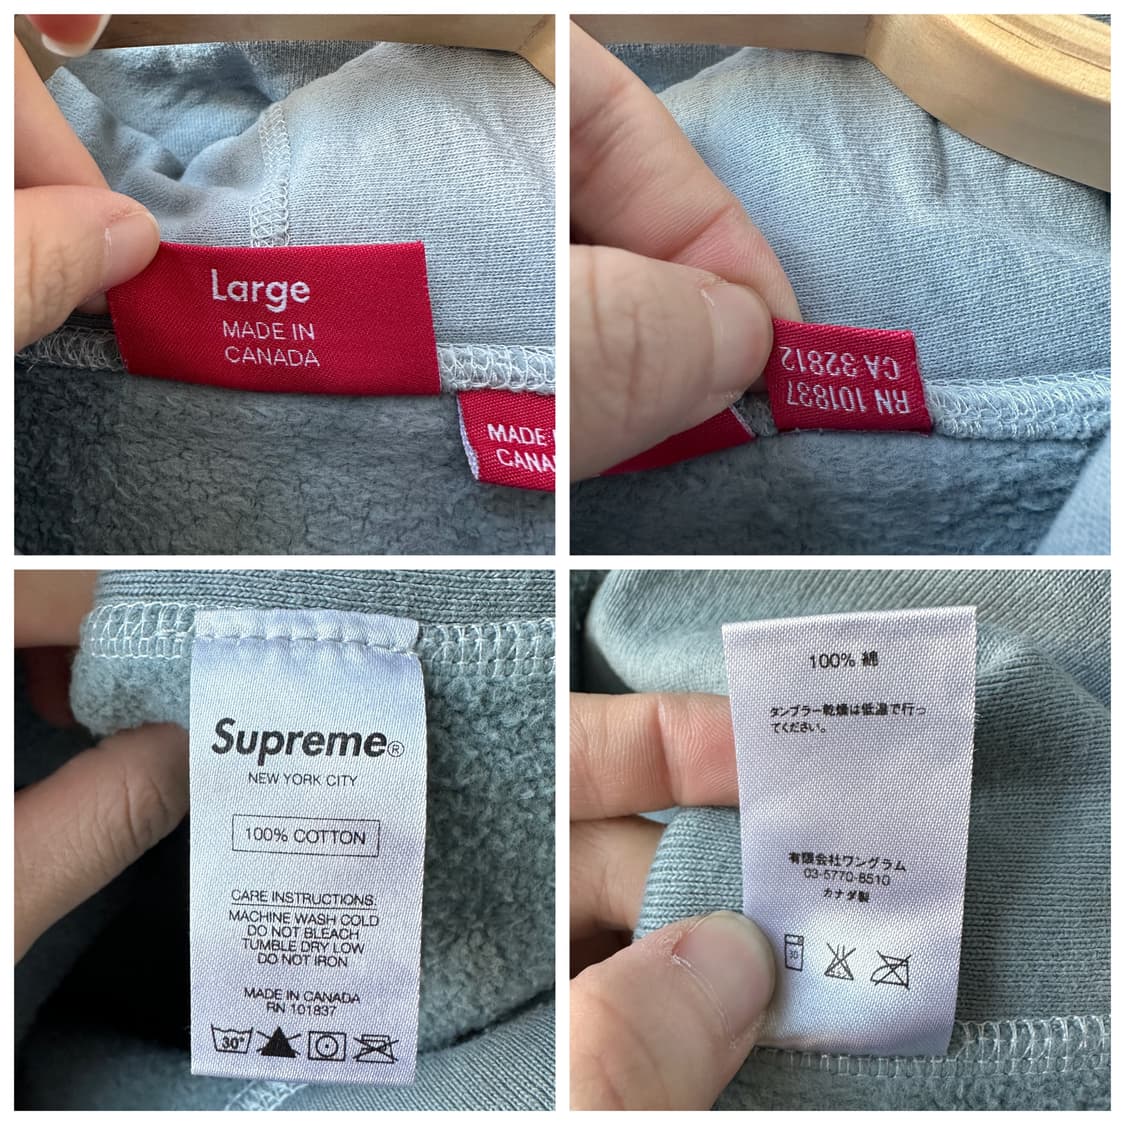 Large
MADE IN
CANADA
MADE
CANA
RN 101837
CA 32812
Supreme®
NEW YORK CITY
100% COTTON
CARE INSTRUCTIONS:
MACHINE WASH COLD
DO NOT BLEACH
TUMBLE DRY LOW
DO NOT IRON
MADE IN CANADA
RN 101837
30°
100% 綿
タンブラー乾燥は低温で行っ
てください。
有限会社ワングラム
03-5770-8510
カナダ製
30